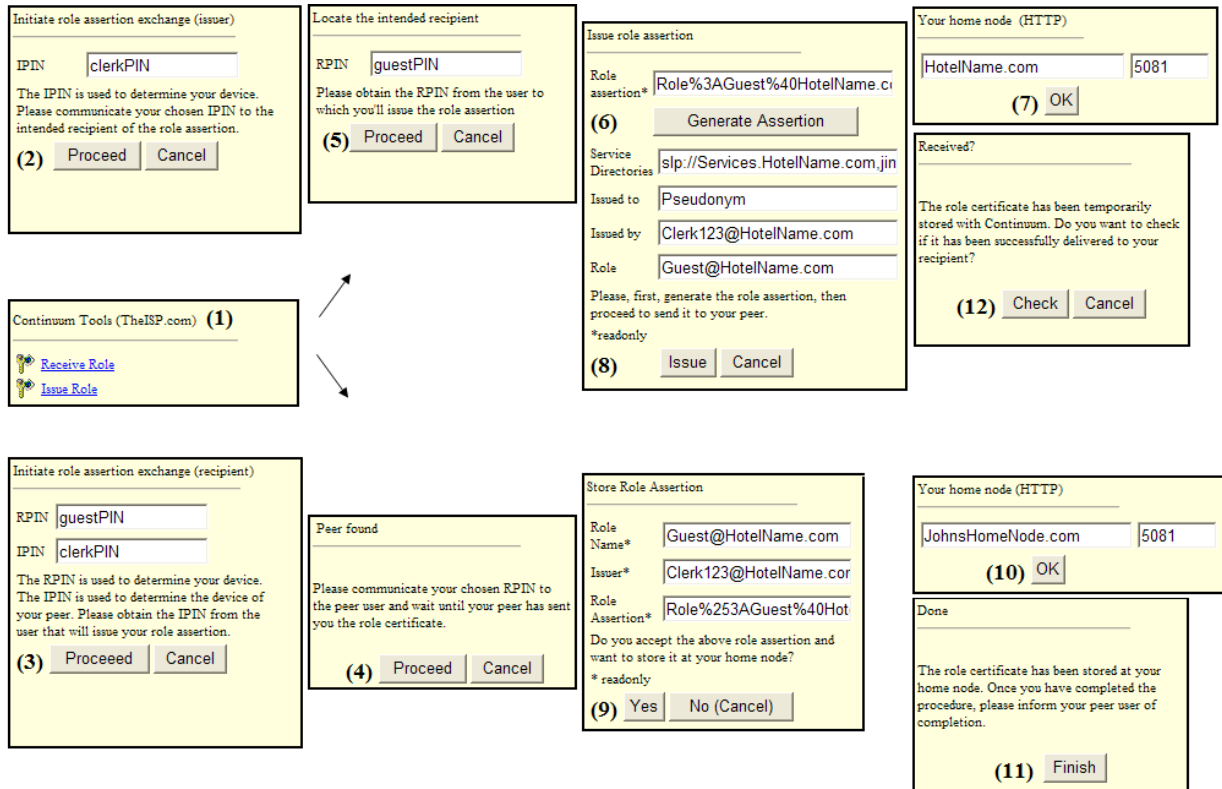 Initiate role assertion exchange (issuer)
IPIN clerkPIN
The IPIN is used to determine your device.
Please communicate your chosen IPIN to the
intended recipient of the role assertion.
(2) Proceed Cancel
Locate the intended recipient
RPIN guestPIN
Please obtain the RPIN from the user to
which you'll issue the role assertion
(5) Proceed Cancel
Issue role assertion
Role
assertion* Role%3AGuest%40HotelName.co
(6) Generate Assertion
Service
Directories slp://Services.HotelName.com,jin
Issued to Pseudonym
Issued by Clerk123@HotelName.com
Role Guest@HotelName.com
Please, first, generate the role assertion, then
proceed to send it to your peer.
*readonly
(8) Issue Cancel
Your home node (HTTP)
HotelName.com 5081
(7) OK
Received?
The role certificate has been temporarily
stored with Continuum. Do you want to check
if it has been successfully delivered to your
recipient?
(12) Check Cancel
Continuum Tools (TheISP.com) (1)
Receive Role
Issue Role
Initiate role assertion exchange (recipient)
RPIN guestPIN
IPIN clerkPIN
The RPIN is used to determine your device.
The IPIN is used to determine the device of
your peer. Please obtain the IPIN from the
user that will issue your role assertion.
(3) Proceeed Cancel
Peer found
Please communicate your chosen RPIN to
the peer user and wait until your peer has sent
you the role certificate.
(4) Proceed Cancel
Store Role Assertion
Role
Name* Guest@HotelName.com
Issuer* Clerk123@HotelName.cor
Role
Assertion* Role%253AGuest%40Hot
Do you accept the above role assertion and
want to store it at your home node?
* readonly
(9) Yes No (Cancel)
Your home node (HTTP)
JohnsHomeNode.com 5081
(10) OK
Done
The role certificate has been stored at your
home node. Once you have completed the
procedure, please inform your peer user of
completion.
(11) Finish